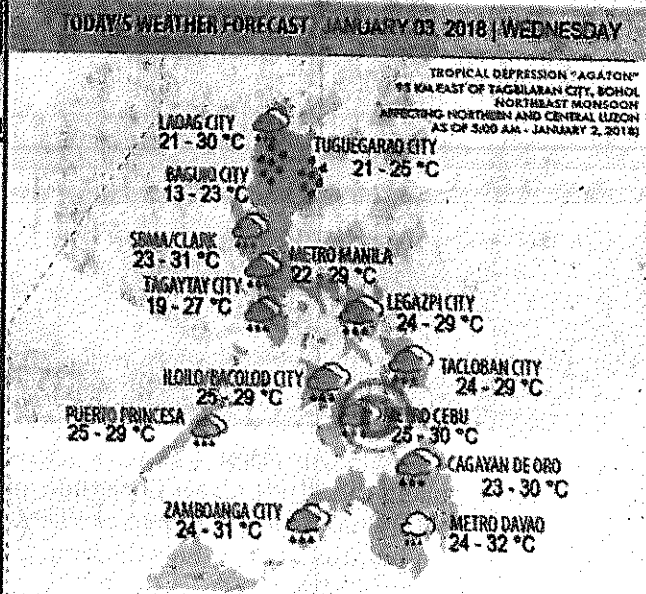 TODAY'S WEATHER FORECAST JANUARY 03, 2018 | WEDNESDAY
TROPICAL DEPRESSION "AGATON"
95 KM EAST OF TAGBILARAN CITY, BOHOL
NORTHEAST MONSOON
AFFECTING NORTHERN AND CENTRAL LUZON
AS OF 5:00 AM - JANUARY 2, 2018)
LAOAG CITY
21 - 30 °C
TUGUEGARAO CITY
21 - 25 °C
BAGUIO CITY
13 - 23 °C
SBMA/CLARK
23 - 31 °C
METRO MANILA
22 - 29 °C
TAGAYTAY CITY
19 - 27 °C
LEGAZPI CITY
24 - 29 °C
TACLOBAN CITY
24 - 29 °C
ILOILO/BACOLOD CITY
25 - 29 °C
PUERTO PRINCESA
25 - 29 °C
METRO CEBU
25 - 30 °C
CAGAYAN DE ORO
23 - 30 °C
ZAMBOANGA CITY
24 - 31 °C
METRO DAVAO
24 - 32 °C